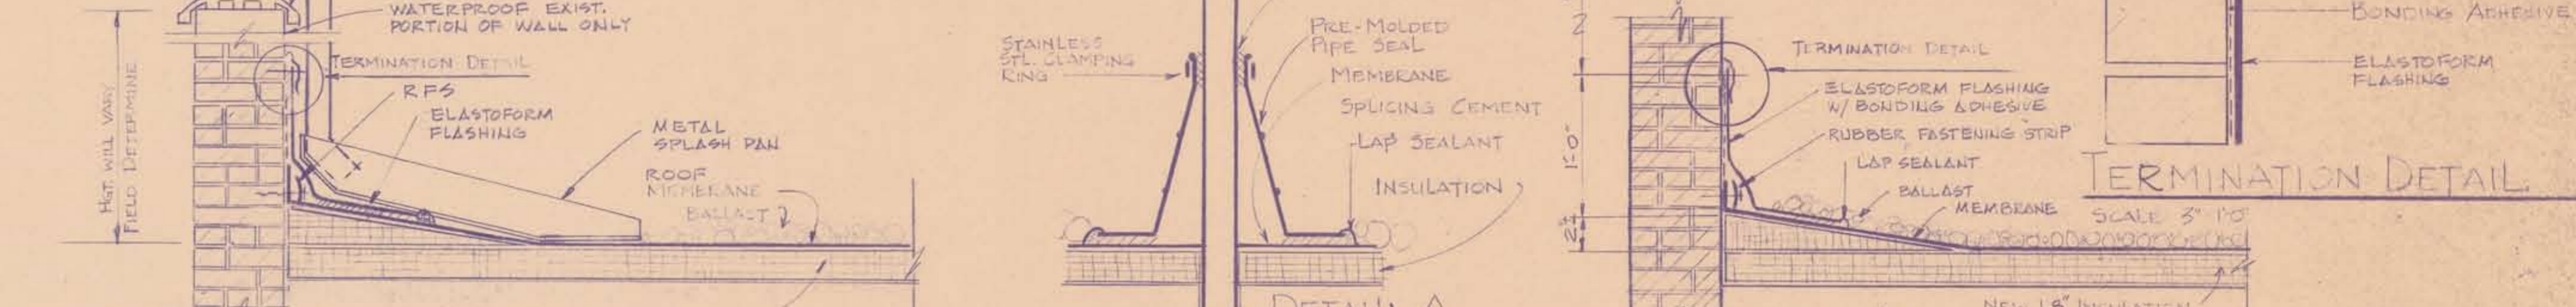 WATERPROOF EXIST.
PORTION OF WALL ONLY
TERMINATION DETAIL
RFS
ELASTOFORM
FLASHING
METAL
SPLASH PAN
ROOF
MEMBRANE
BALLAST
HGT. WILL VARY
FIELD DETERMINE
STAINLESS
STL. CLAMPING
RING
PRE-MOLDED
PIPE SEAL
MEMBRANE
SPLICING CEMENT
LAP SEALANT
INSULATION
DETAIL A
2
1'-0"
TERMINATION DETAIL
ELASTOFORM FLASHING
W/ BONDING ADHESIVE
RUBBER FASTENING STRIP
LAP SEALANT
BALLAST
MEMBRANE
BONDING ADHESIVE
ELASTOFORM
FLASHING
TERMINATION DETAIL
SCALE 3" 1'0"
INSULATION